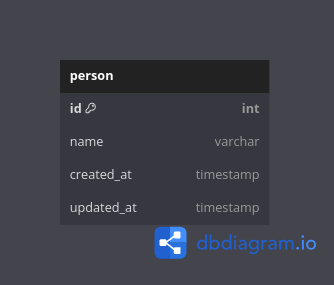 person
id int
name varchar
created_at timestamp
updated_at timestamp
dbdiagram.io